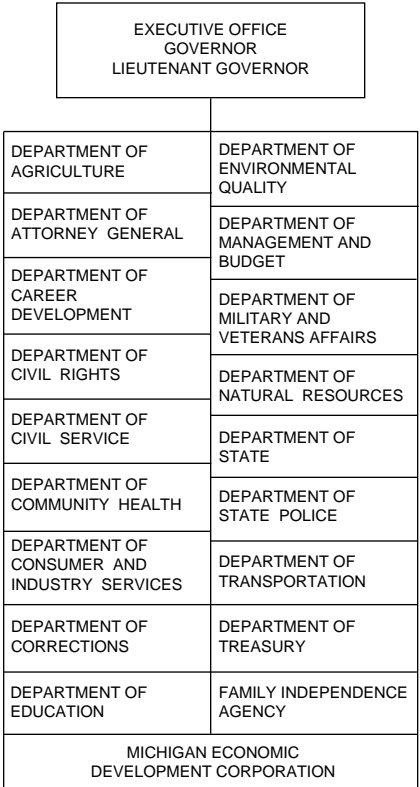 EXECUTIVE OFFICE
GOVERNOR
LIEUTENANT GOVERNOR
DEPARTMENT OF
AGRICULTURE
DEPARTMENT OF
ATTORNEY GENERAL
DEPARTMENT OF
CAREER
DEVELOPMENT
DEPARTMENT OF
CIVIL RIGHTS
DEPARTMENT OF
CIVIL SERVICE
DEPARTMENT OF
COMMUNITY HEALTH
DEPARTMENT OF
CONSUMER AND
INDUSTRY SERVICES
DEPARTMENT OF
CORRECTIONS
DEPARTMENT OF
EDUCATION
DEPARTMENT OF
ENVIRONMENTAL
QUALITY
DEPARTMENT OF
MANAGEMENT AND
BUDGET
DEPARTMENT OF
MILITARY AND
VETERANS AFFAIRS
DEPARTMENT OF
NATURAL RESOURCES
DEPARTMENT OF
STATE
DEPARTMENT OF
STATE POLICE
DEPARTMENT OF
TRANSPORTATION
DEPARTMENT OF
TREASURY
FAMILY INDEPENDENCE
AGENCY
MICHIGAN ECONOMIC
DEVELOPMENT CORPORATION